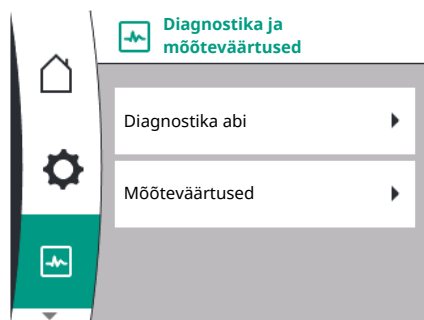 Diagnostika ja
mõõteväärtused
Diagnostika abi
Mõõteväärtused